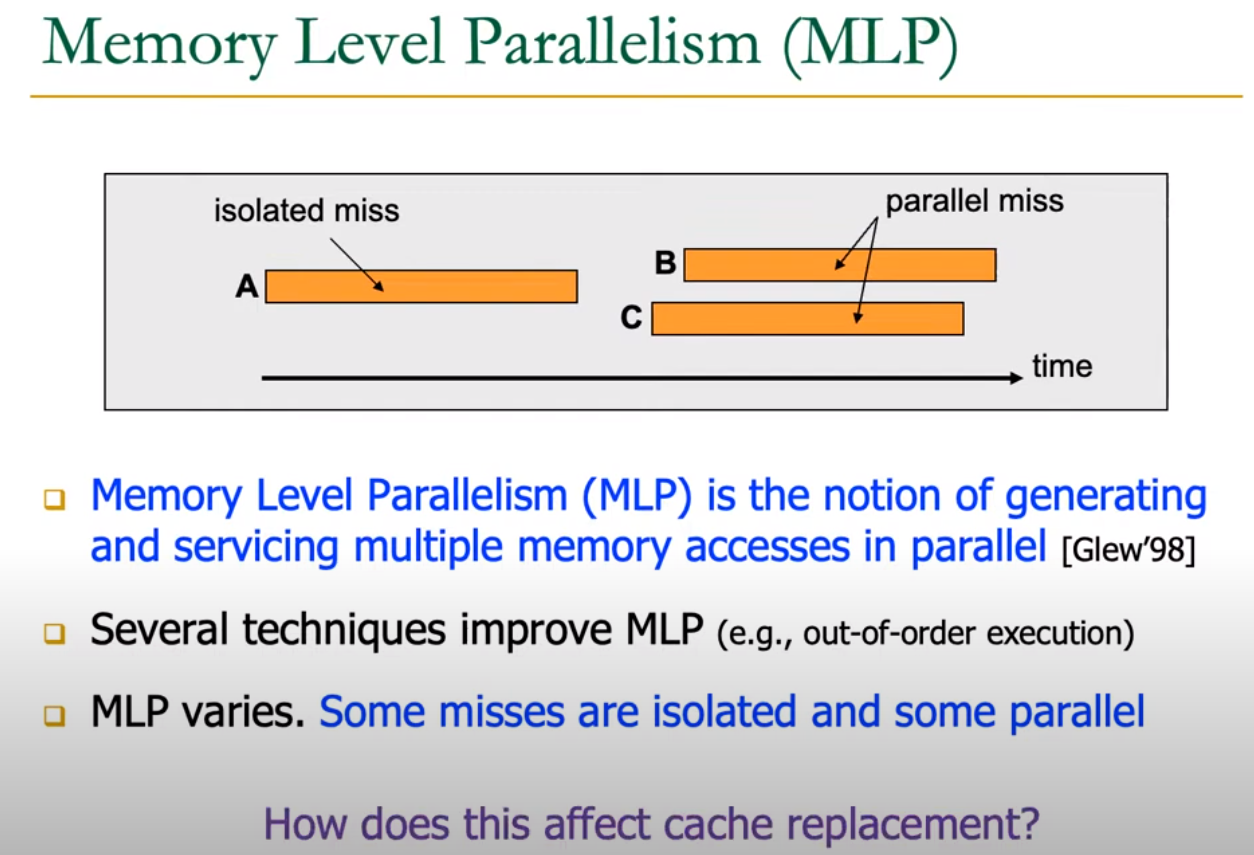 Memory Level Parallelism (MLP)
isolated miss
parallel miss
B
A
C
time
Memory Level Parallelism (MLP) is the notion of generating
and servicing multiple memory accesses in parallel [Glew’98]
Several techniques improve MLP (e.g., out-of-order execution)
MLP varies. Some misses are isolated and some parallel
How does this affect cache replacement?